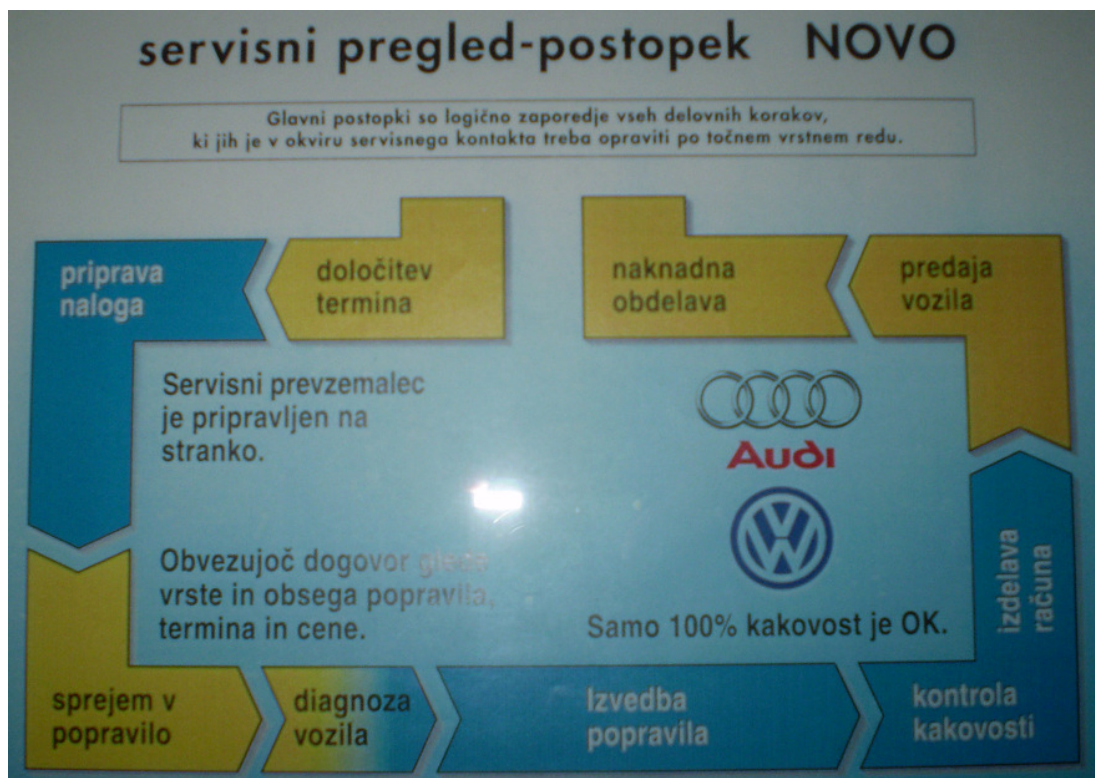 servisni pregled-postopek NOVO
Glavni postopki so logično zaporedje vseh delovnih korakov,
ki jih je v okviru servisnega kontakta treba opraviti po točnem vrstnem redu.
določitev
termina
priprava
naloga
Servisni prevzemalec
je pripravljen na
stranko.
Obvezujoč dogovor glede
vrste in obsega popravila,
termina in cene.
sprejem v
popravilo
diagnoza
vozila
Izvedba
popravila
kontrola
kakovosti
izdelava
računa
predaja
vozila
naknadna
obdelava
Audi
VW
Samo 100% kakovost je OK.